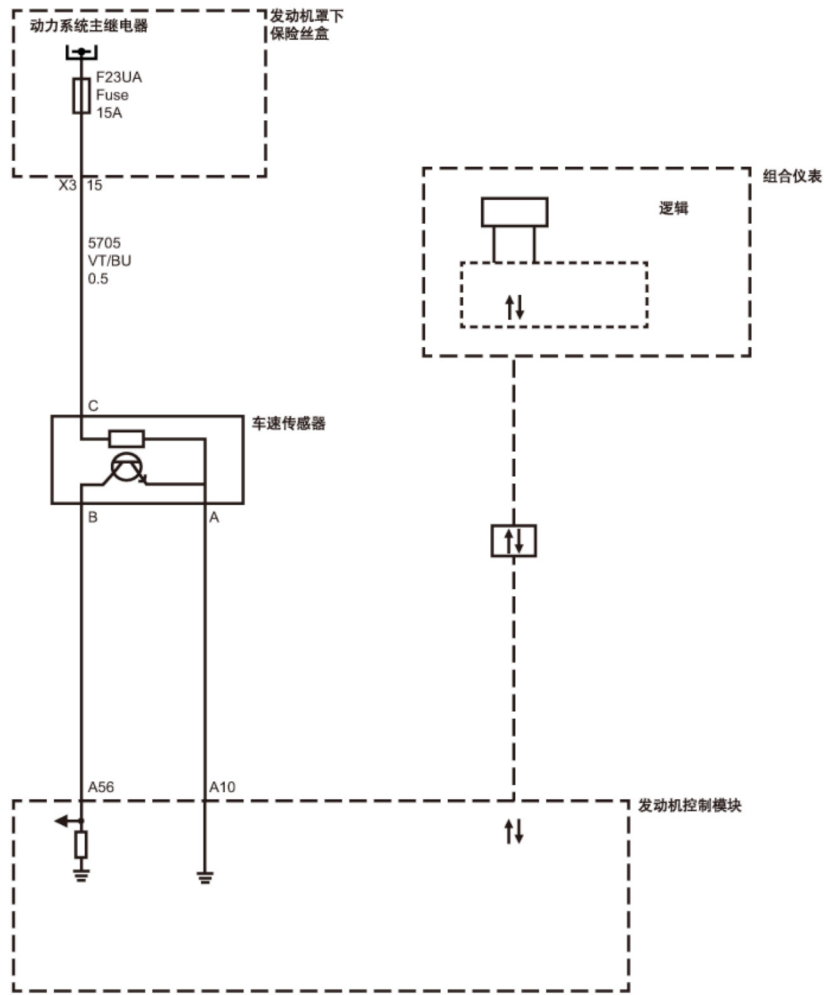 动力系统主继电器
发动机罩下
保险丝盒
F23UA
Fuse
15A
X3 15
组合仪表
逻辑
5705
VT/BU
0.5
C
车速传感器
B
A
A56
A10
发动机控制模块